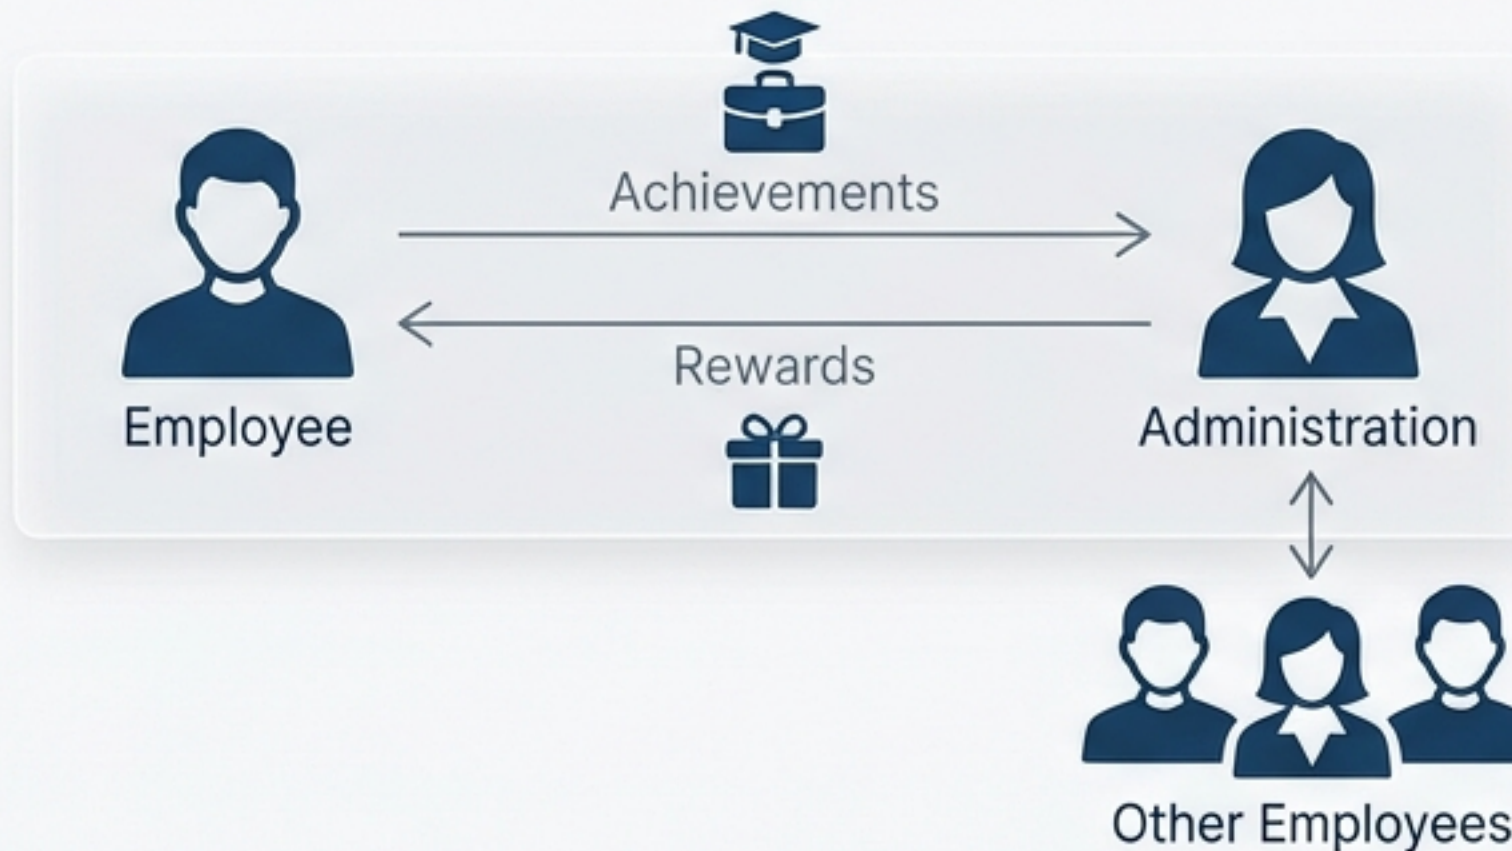 Achievements
Rewards
Employee
Administration
Other Employees